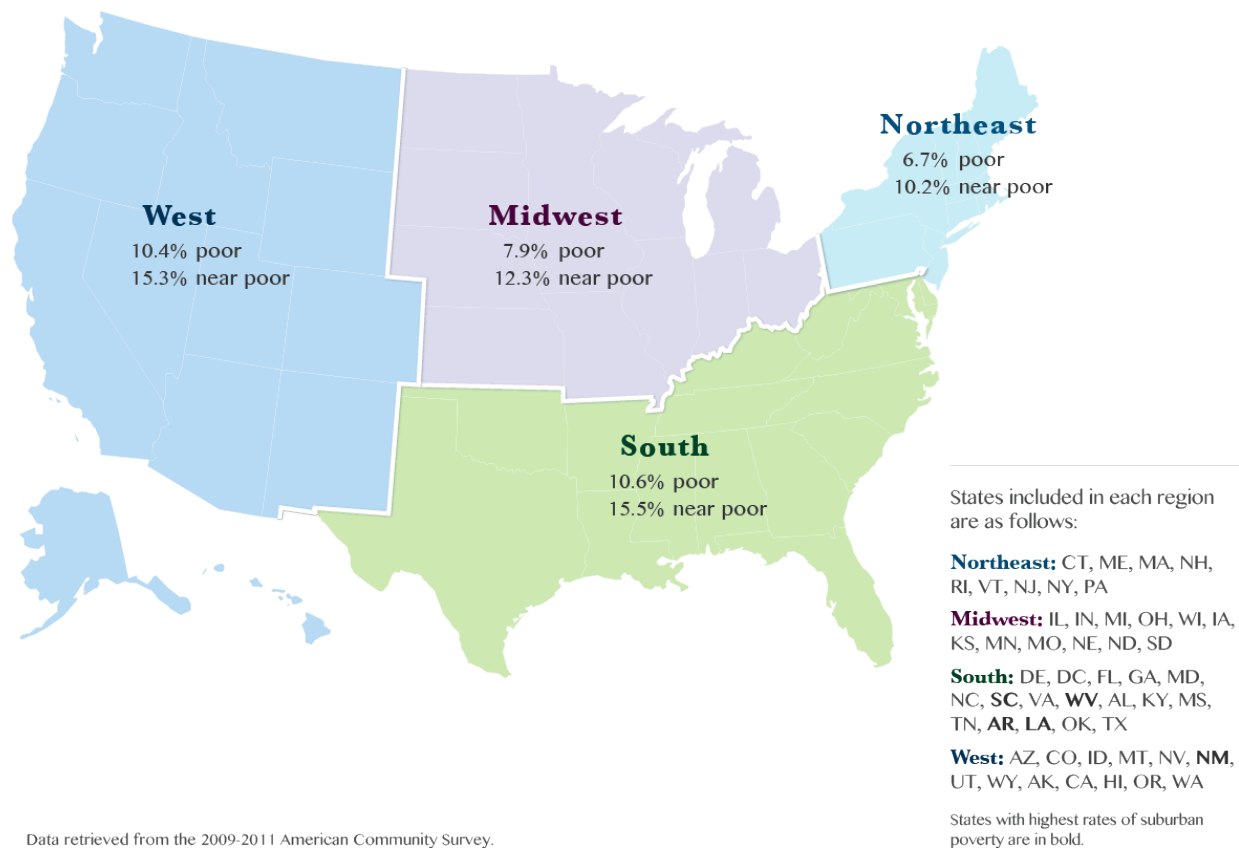 Northeast
6.7% poor
10.2% near poor
West
10.4% poor
15.3% near poor
Midwest
7.9% poor
12.3% near poor
South
10.6% poor
15.5% near poor
States included in each region
are as follows:
Northeast: CT, ME, MA, NH,
RI, VT, NJ, NY, PA
Midwest: IL, IN, MI, OH, WI, IA,
KS, MN, MO, NE, ND, SD
South: DE, DC, FL, GA, MD,
NC, SC, VA, WV, AL, KY, MS,
TN, AR, LA, OK, TX
West: AZ, CO, ID, MT, NV, NM,
UT, WY, AK, CA, HI, OR, WA
States with highest rates of suburban
poverty are in bold.
Data retrieved from the 2009-2011 American Community Survey.